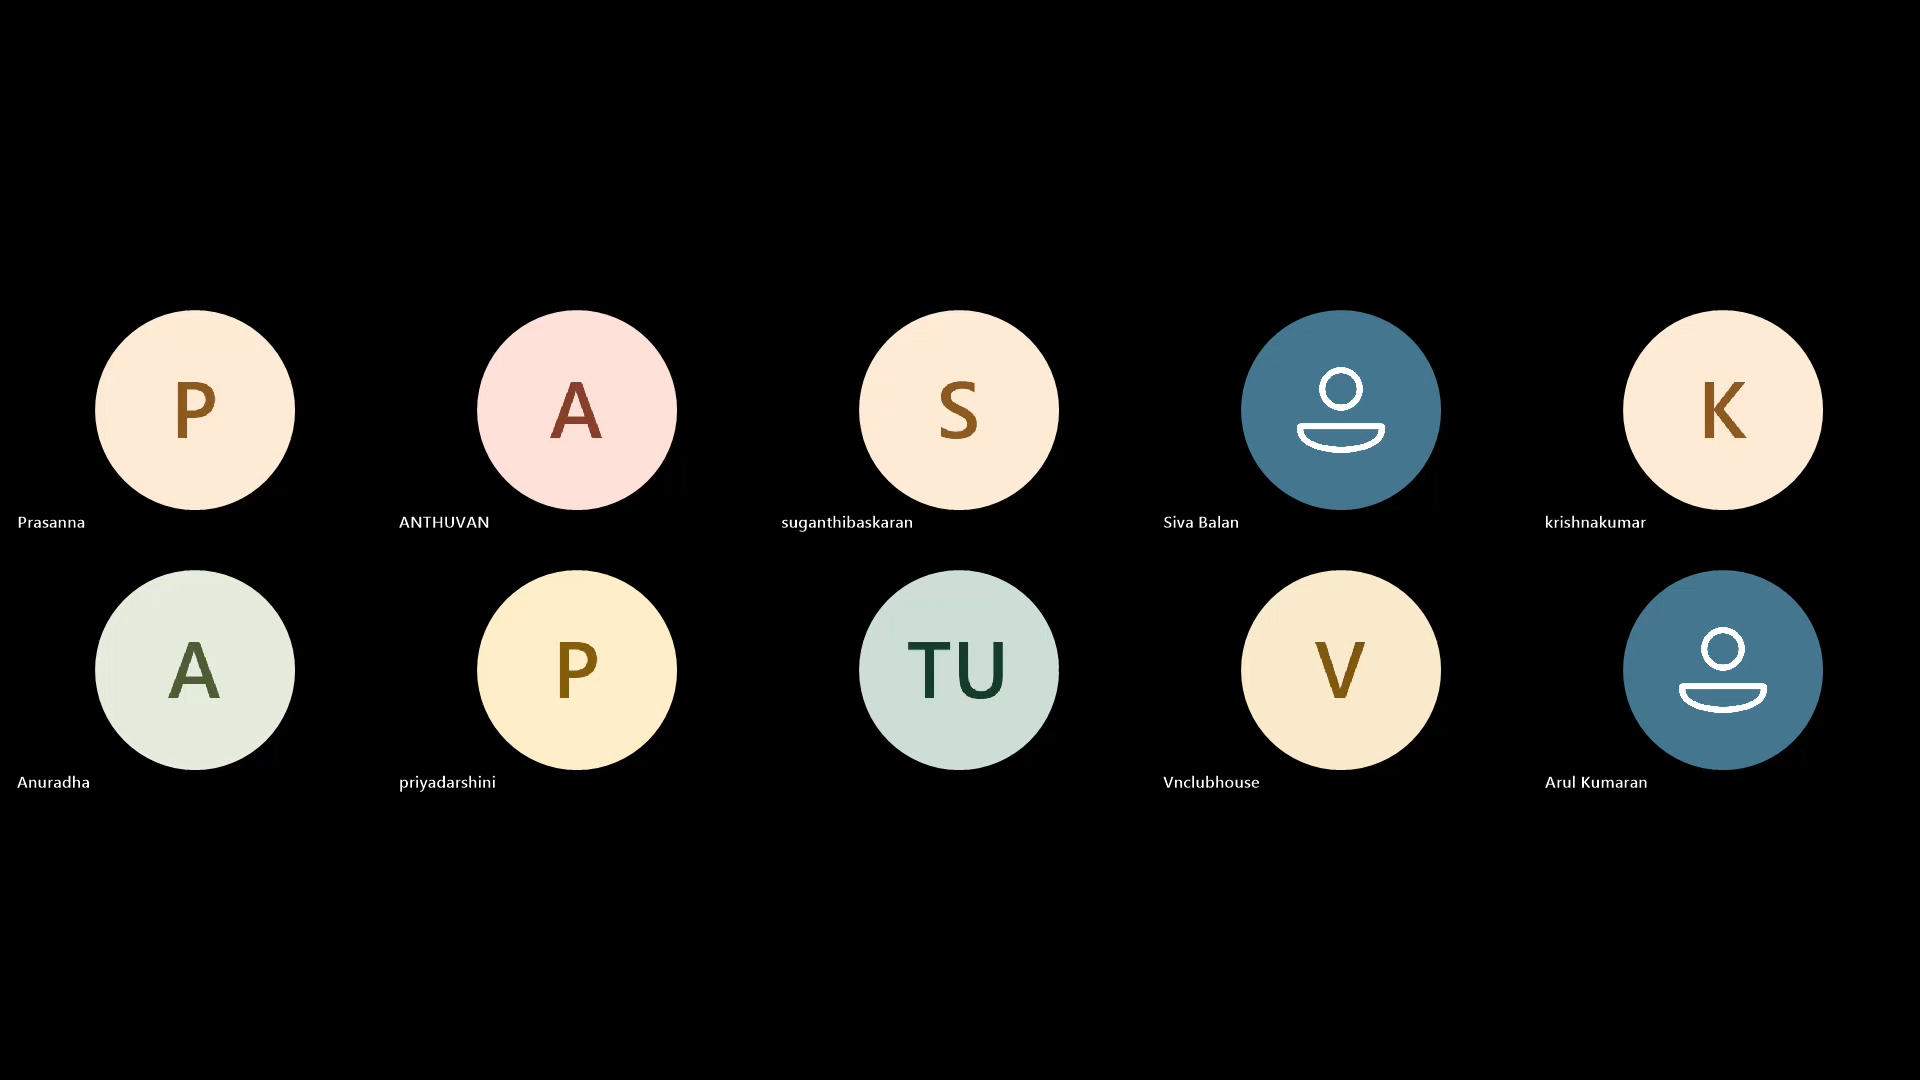 P
A
S
K
Prasanna
ANTHUVAN
suganthibaskaran
Siva Balan
krishnakumar
A
P
TU
V
Anuradha
priyadarshini
Vnclubhouse
Arul Kumaran